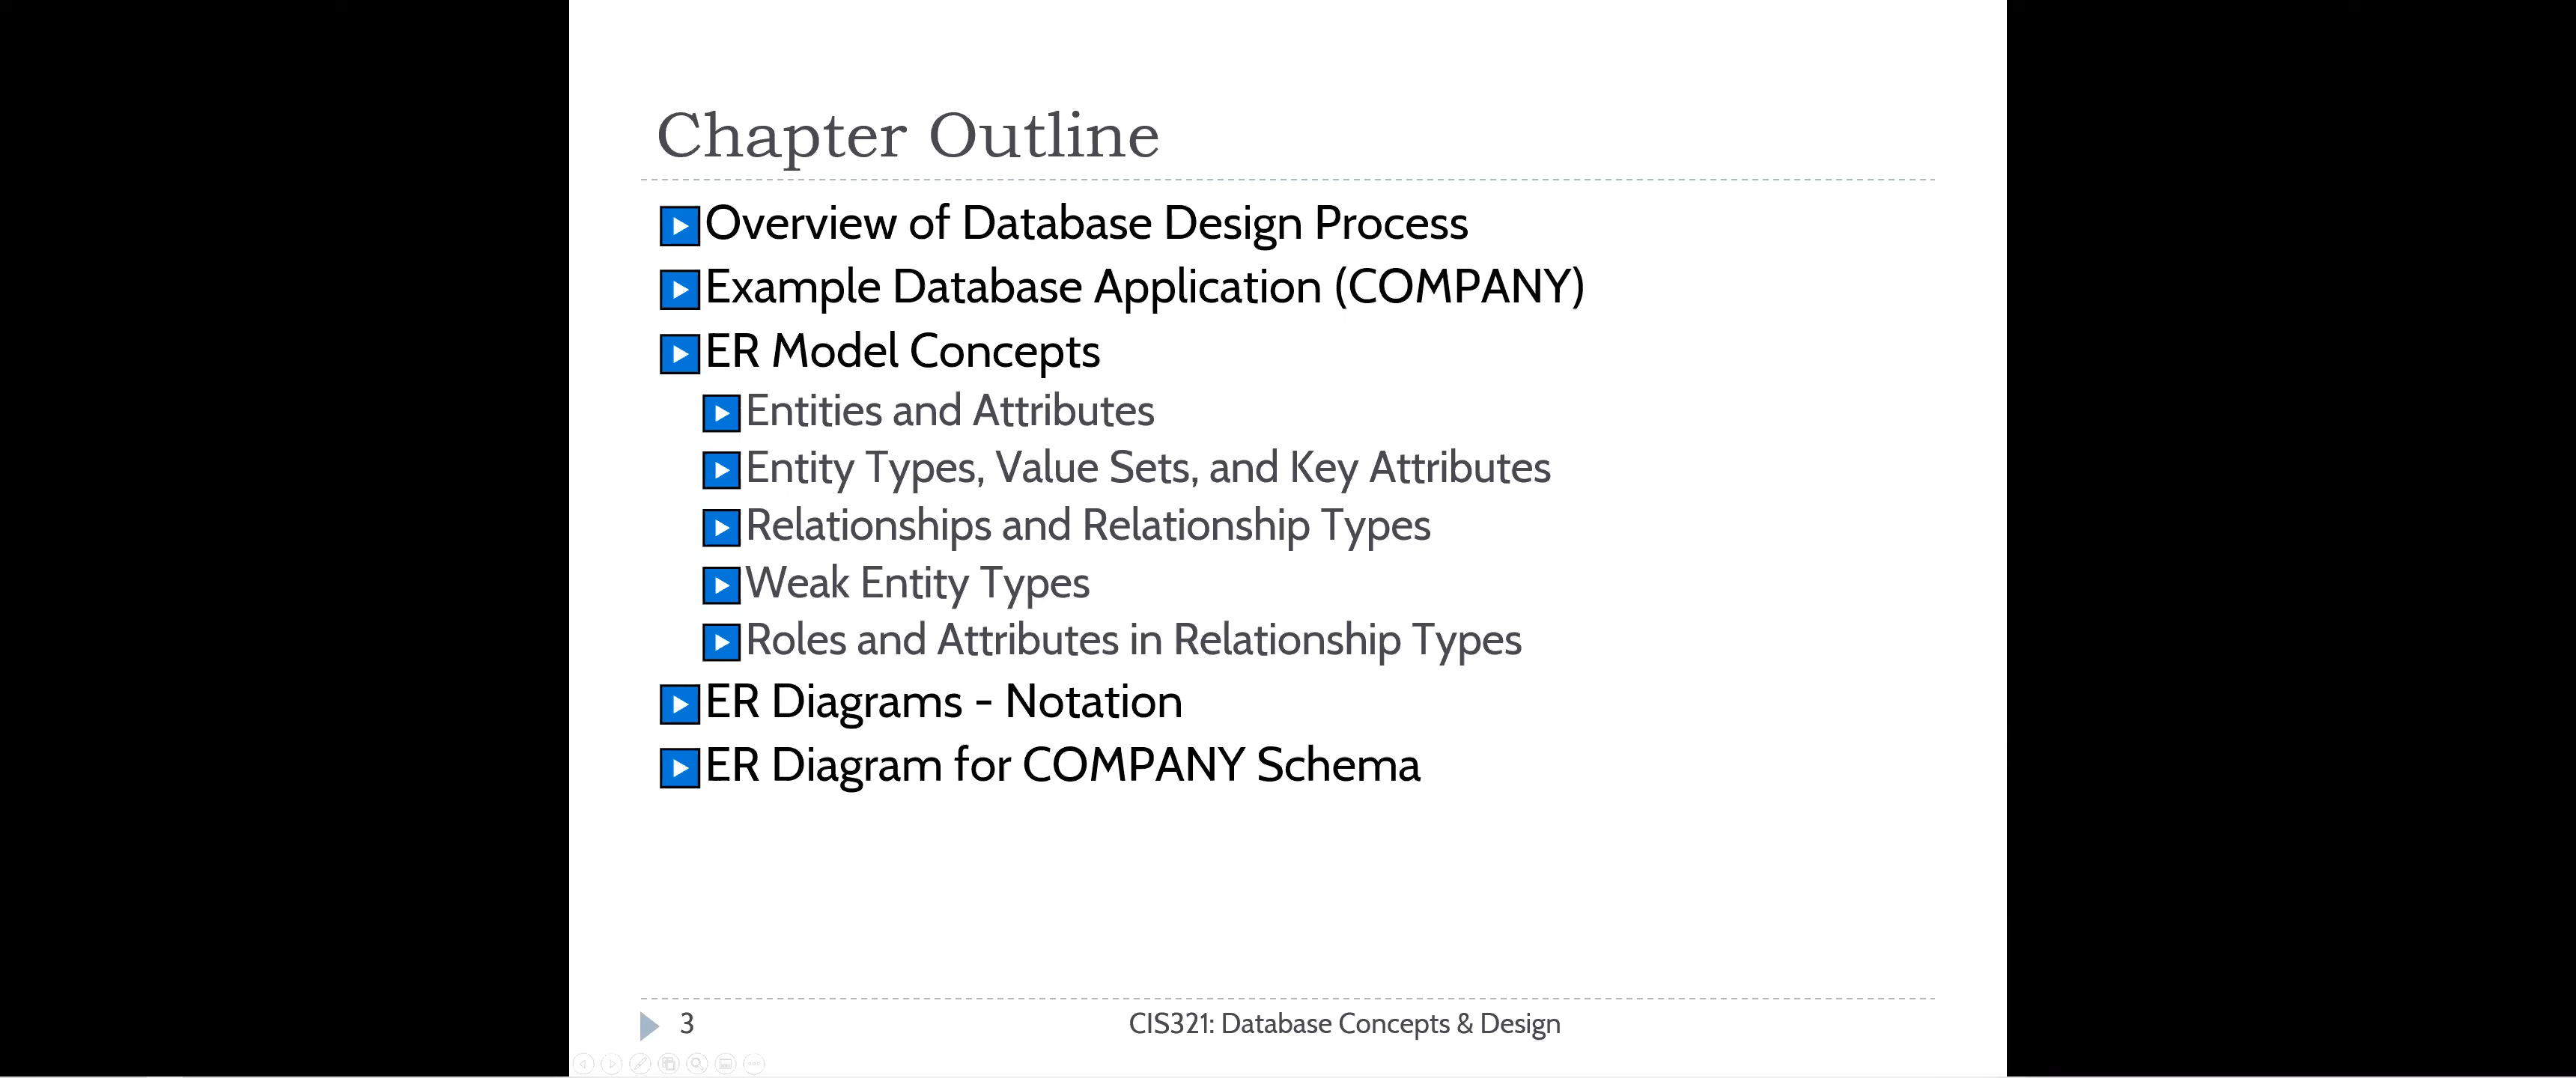 Chapter Outline
Overview of Database Design Process
Example Database Application (COMPANY)
ER Model Concepts
Entities and Attributes
Entity Types, Value Sets, and Key Attributes
Relationships and Relationship Types
Weak Entity Types
Roles and Attributes in Relationship Types
ER Diagrams - Notation
ER Diagram for COMPANY Schema
3
CIS321: Database Concepts & Design